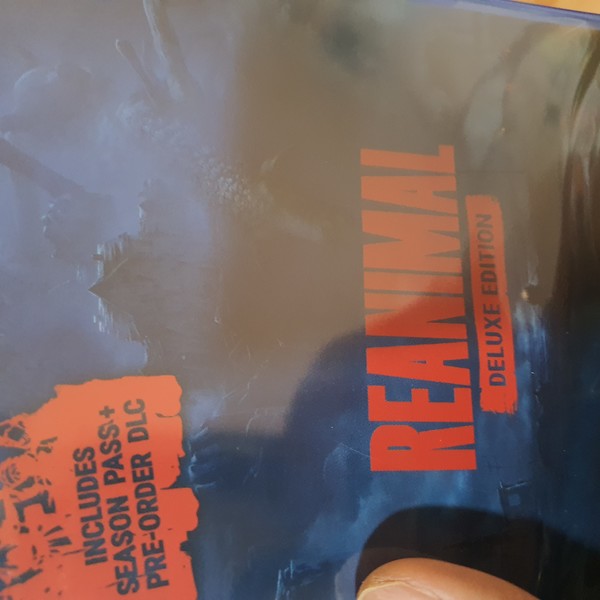 REANIMAL
DELUXE EDITION
INCLUDES
SEASON PASS+
PRE-ORDER DLC